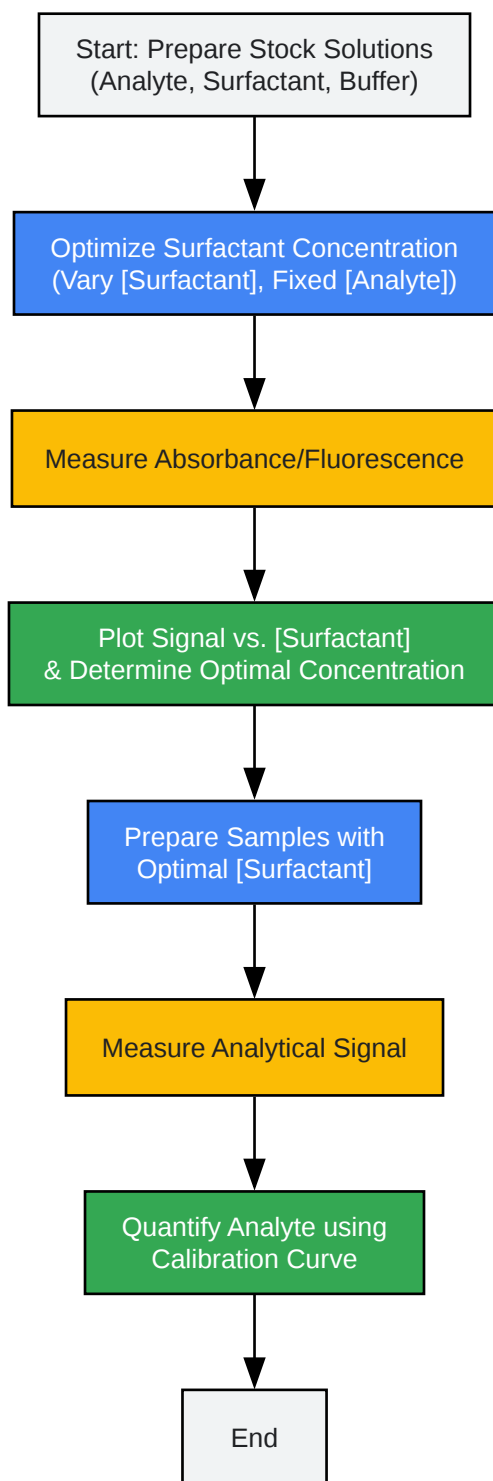 Start: Prepare Stock Solutions
(Analyte, Surfactant, Buffer)
Optimize Surfactant Concentration
(Vary [Surfactant], Fixed [Analyte])
Measure Absorbance/Fluorescence
Plot Signal vs. [Surfactant]
& Determine Optimal Concentration
Prepare Samples with
Optimal [Surfactant]
Measure Analytical Signal
Quantify Analyte using
Calibration Curve
End